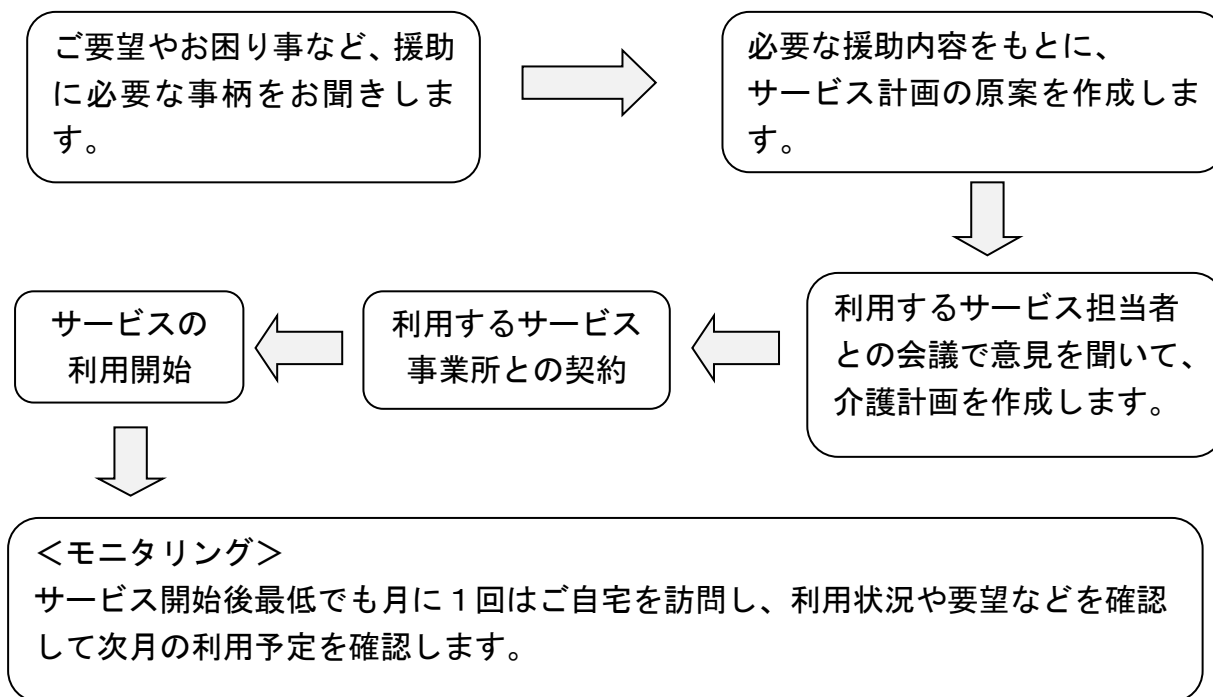 ご要望やお困り事など、援助
に必要な事柄をお聞きしま
す。
必要な援助内容をもとに、
サービス計画の原案を作成しま
す。
利用するサービス担当者
との会議で意見を聞いて、
介護計画を作成します。
利用するサービス
事業所との契約
サービスの
利用開始
＜モニタリング＞
サービス開始後最低でも月に１回はご自宅を訪問し、利用状況や要望などを確認
して次月の利用予定を確認します。